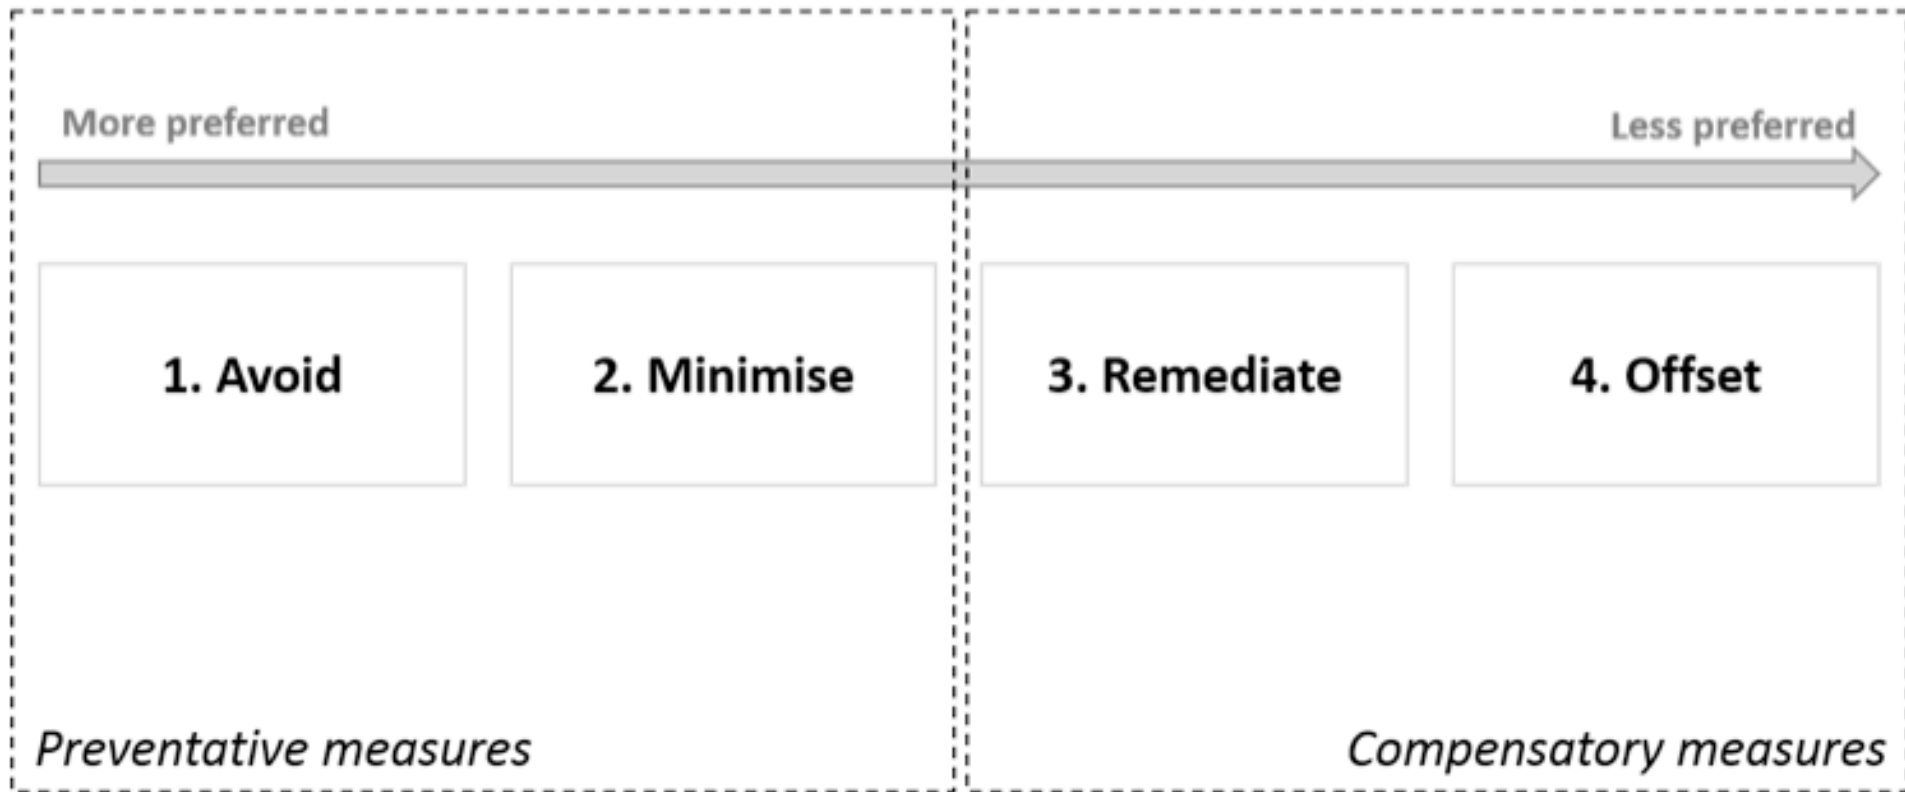 More preferred
Less preferred
1. Avoid
2. Minimise
3. Remediate
4. Offset
Preventative measures
Compensatory measures